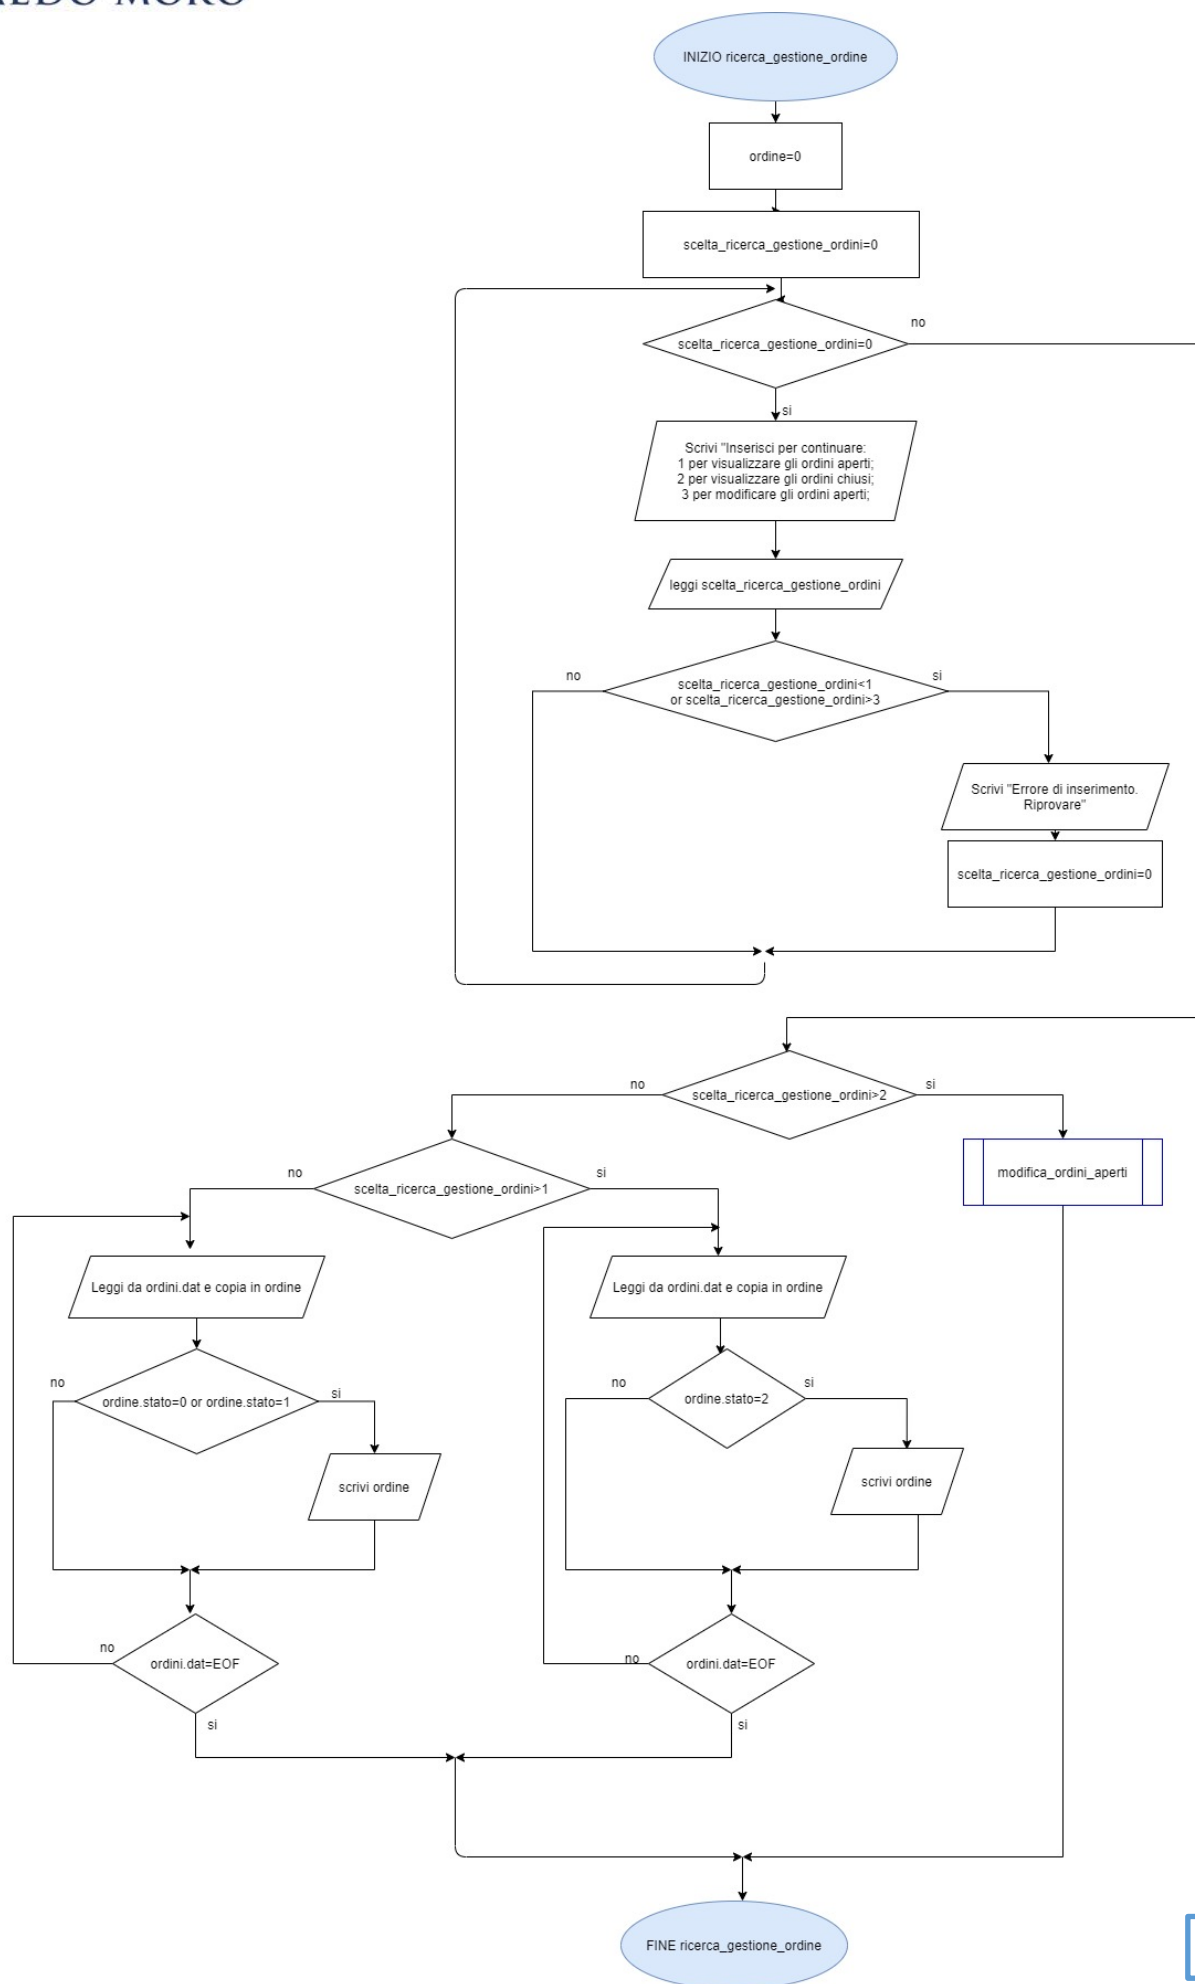 INIZIO ricerca_gestione_ordine
ordine=0
scelta_ricerca_gestione_ordini=0
scelta_ricerca_gestione_ordini=0
no
si
Scrivi "Inserisci per continuare:
1 per visualizzare gli ordini aperti;
2 per visualizzare gli ordini chiusi;
3 per modificare gli ordini aperti;
leggi scelta_ricerca_gestione_ordini
no
scelta_ricerca_gestione_ordini<1
or scelta_ricerca_gestione_ordini>3
si
Scrivi "Errore di inserimento.
Riprovare"
scelta_ricerca_gestione_ordini=0
no
scelta_ricerca_gestione_ordini>2
si
modifica_ordini_aperti
no
scelta_ricerca_gestione_ordini>1
si
Leggi da ordini.dat e copia in ordine
Leggi da ordini.dat e copia in ordine
no
ordine.stato=0 or ordine.stato=1
si
no
ordine.stato=2
si
scrivi ordine
scrivi ordine
no
ordini.dat=EOF
si
no
ordini.dat=EOF
si
FINE ricerca_gestione_ordine